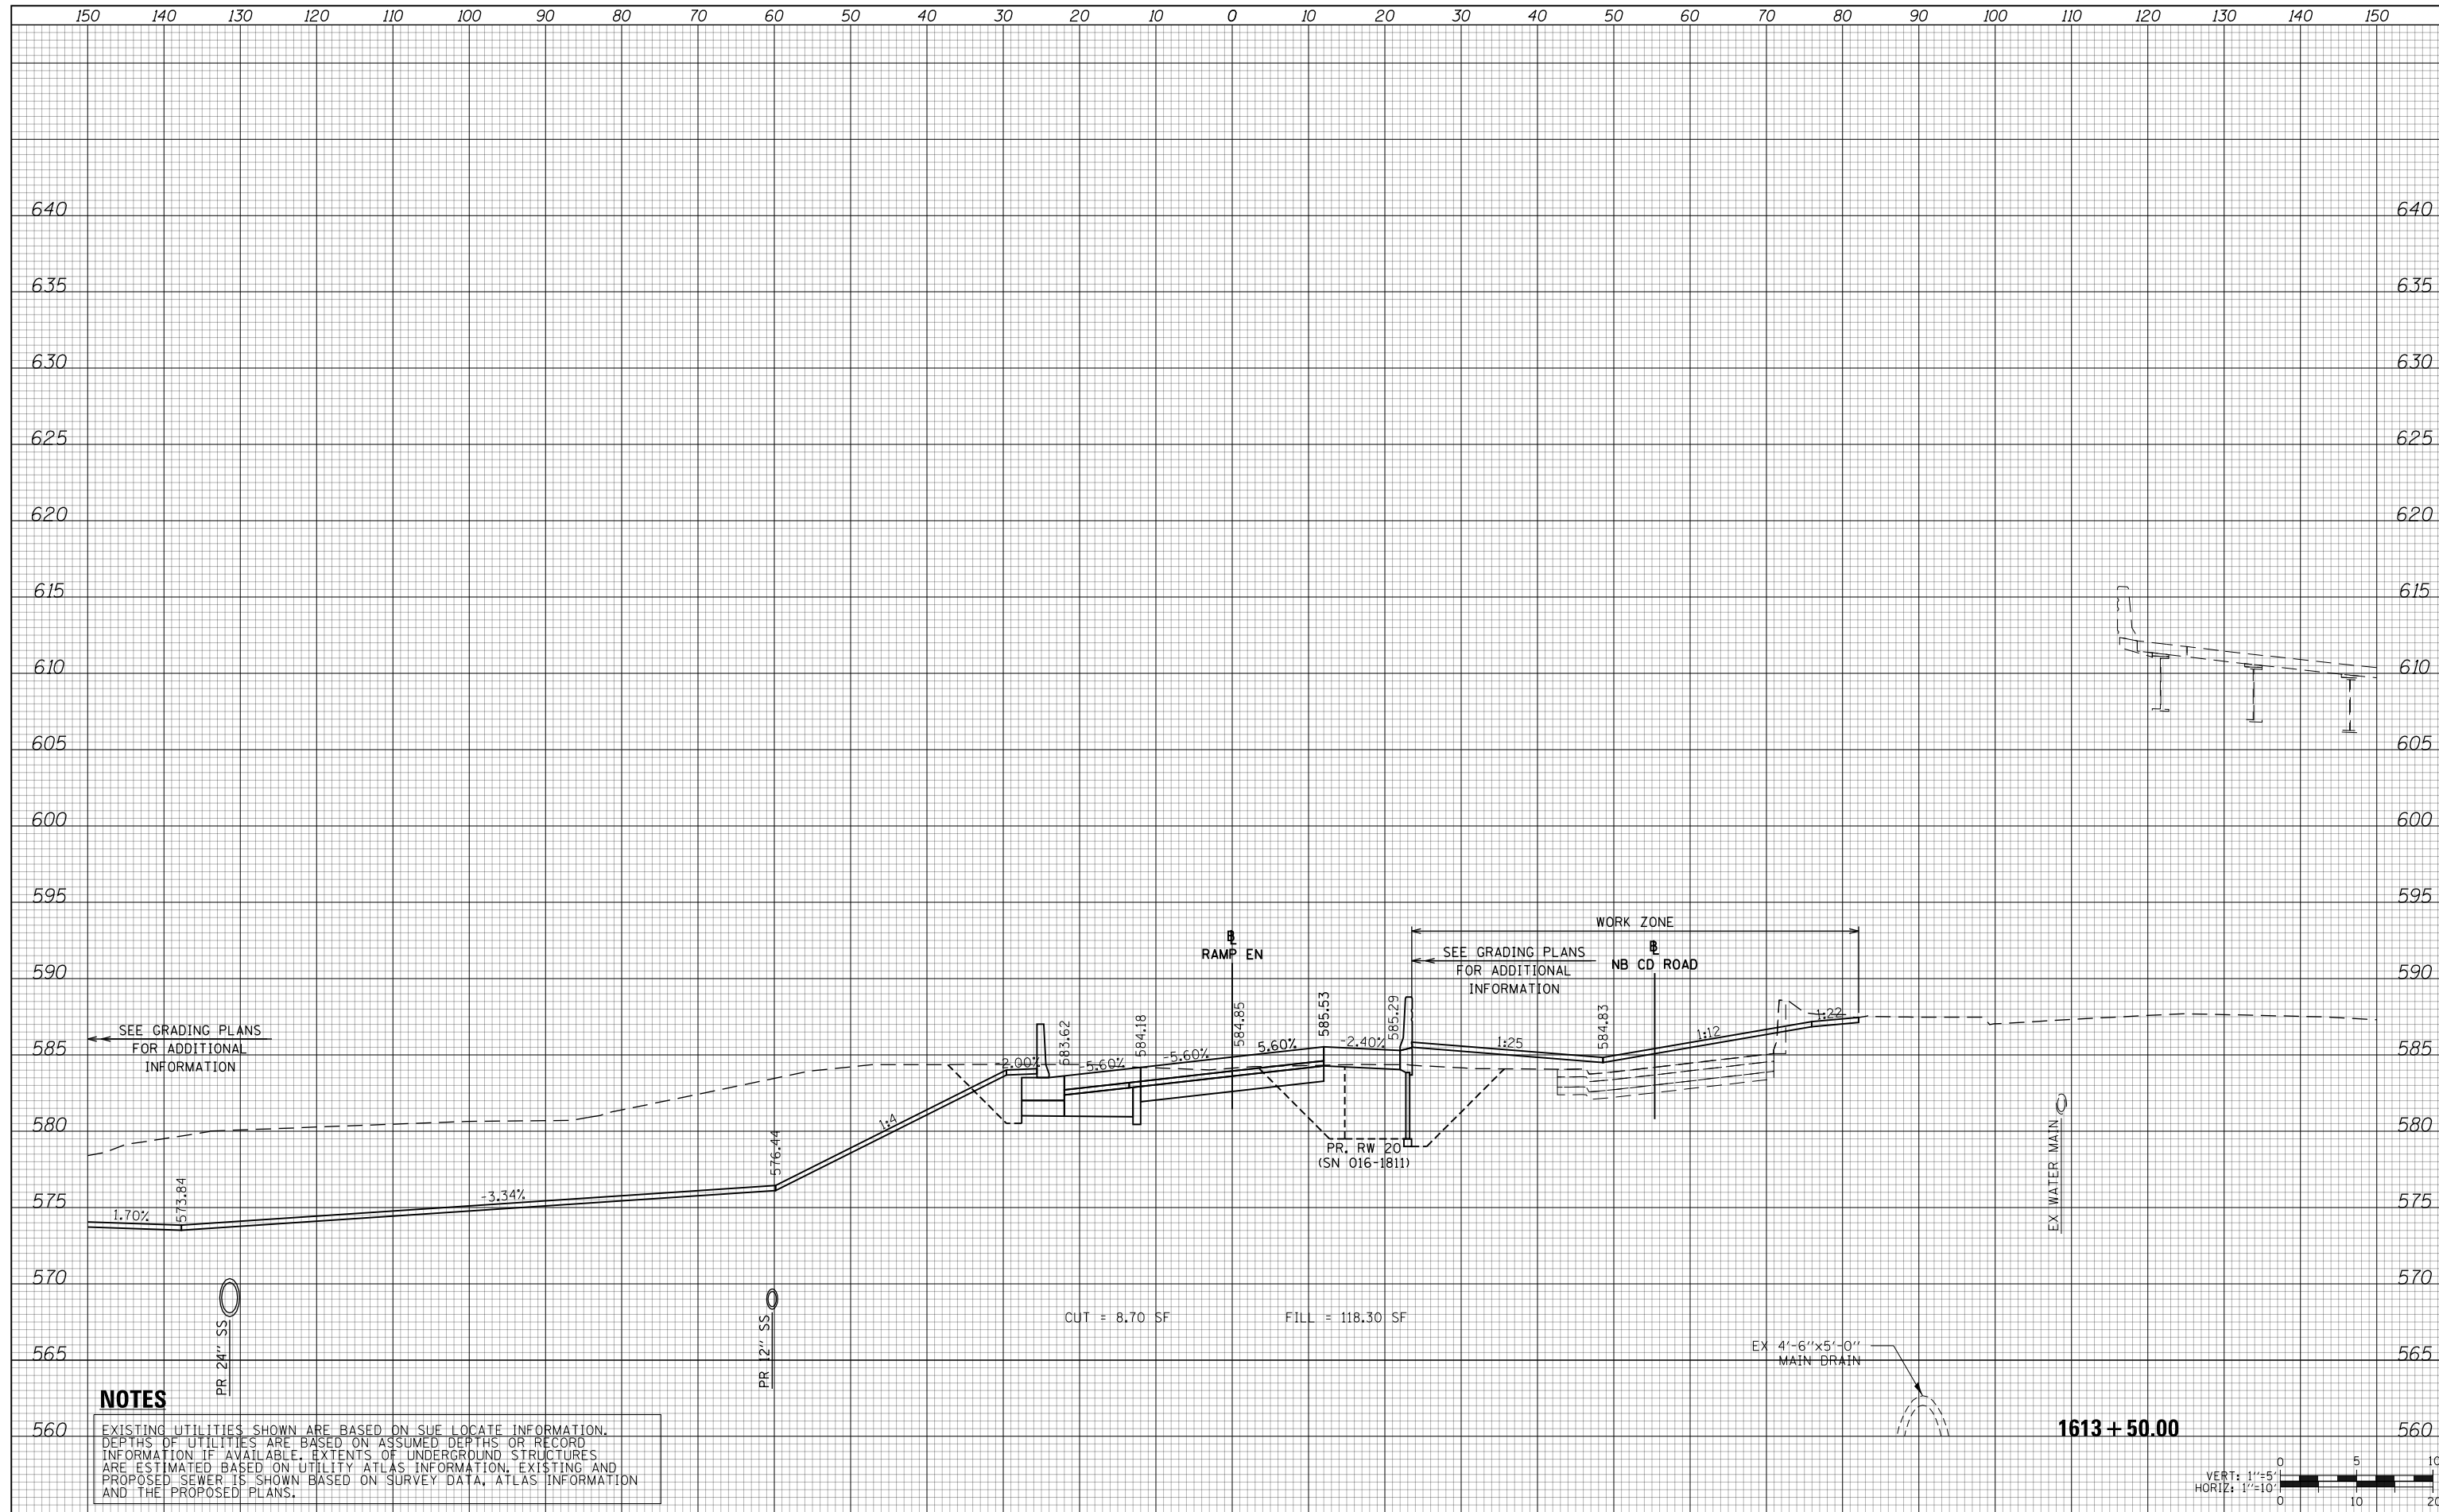 150 140 130 120 110 100 90 80 70 60 50 40 30 20 10 0 10 20 30 40 50 60 70 80 90 100 110 120 130 140 150
640 640
635 635
630 630
625 625
620 620
615 615
610 610
605 605
600 600
595 595
590 590
585 585
580 580
575 575
570 570
565 565
560 560
WORK ZONE
B
L
RAMP EN
SEE GRADING PLANS
FOR ADDITIONAL
INFORMATION
B
L
NB CD ROAD
SEE GRADING PLANS
FOR ADDITIONAL
INFORMATION
-2.00%
583.62
-5.60%
584.18
-5.60%
584.85
5.60%
585.53
-2.40%
585.29
1:25
584.83
1:12
1:22
1:4
576.44
-3.34%
573.84
1.70%
PR. RW 20
(SN 016-1811)
EX WATER MAIN
PR 24" SS
PR 12" SS
CUT = 8.70 SF
FILL = 118.30 SF
EX 4'-6"x5'-0"
MAIN DRAIN
1613+50.00
NOTES
EXISTING UTILITIES SHOWN ARE BASED ON SUE LOCATE INFORMATION.
DEPTHS OF UTILITIES ARE BASED ON ASSUMED DEPTHS OR RECORD
INFORMATION IF AVAILABLE. EXTENTS OF UNDERGROUND STRUCTURES
ARE ESTIMATED BASED ON UTILITY ATLAS INFORMATION. EXISTING AND
PROPOSED SEWER IS SHOWN BASED ON SURVEY DATA, ATLAS INFORMATION
AND THE PROPOSED PLANS.
0 5 10
VERT: 1"=5'
HORIZ: 1"=10'
0 10 20